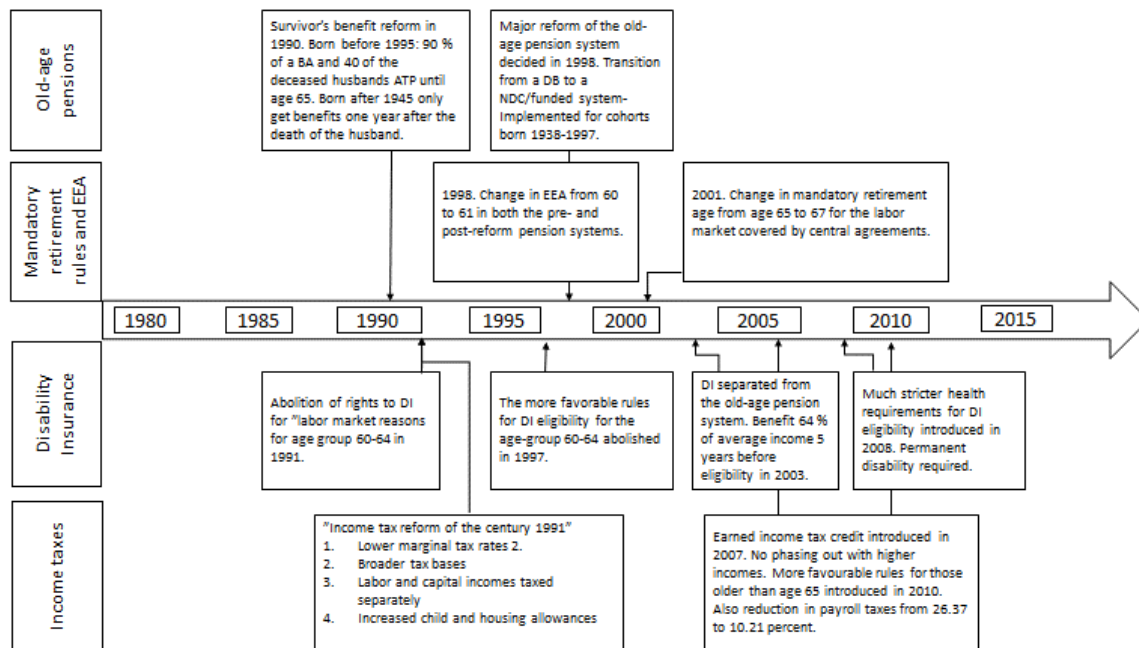 Old-age
pensions
Survivor's benefit reform in
1990. Born before 1995: 90 %
of a BA and 40 of the
deceased husbands ATP until
age 65. Born after 1945 only
get benefits one year after the
death of the husband.
Major reform of the old-
age pension system
decided in 1998. Transition
from a DB to a
NDC/funded system-
Implemented for cohorts
born 1938-1997.
Mandatory
retirement
rules and EEA
1998. Change in EEA from 60
to 61 in both the pre- and
post-reform pension systems.
2001. Change in mandatory retirement
age from age 65 to 67 for the labor
market covered by central agreements.
1980
1985
1990
1995
2000
2005
2010
2015
Disability
Insurance
Abolition of rights to DI
for "labor market reasons
for age group 60-64 in
1991.
The more favorable rules
for DI eligibility for the
age-group 60-64 abolished
in 1997.
DI separated from
the old-age pension
system. Benefit 64 %
of average income 5
years before
eligibility in 2003.
Much stricter health
requirements for DI
eligibility introduced in
2008. Permanent
disability required.
Income taxes
"Income tax reform of the century 1991"
1. Lower marginal tax rates 2.
2. Broader tax bases
3. Labor and capital incomes taxed
separately
4. Increased child and housing allowances
Earned income tax credit introduced in
2007. No phasing out with higher
incomes. More favourable rules for those
older than age 65 introduced in 2010.
Also reduction in payroll taxes from 26.37
to 10.21 percent.